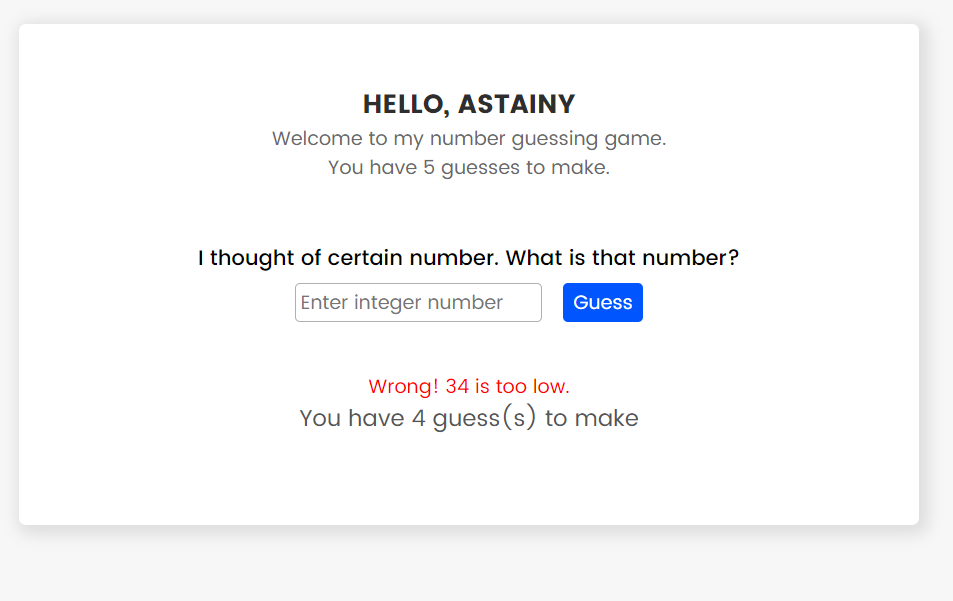 HELLO, ASTAINY
Welcome to my number guessing game.
You have 5 guesses to make.
I thought of certain number. What is that number?
Enter integer number
Guess
Wrong! 34 is too low.
You have 4 guess(s) to make